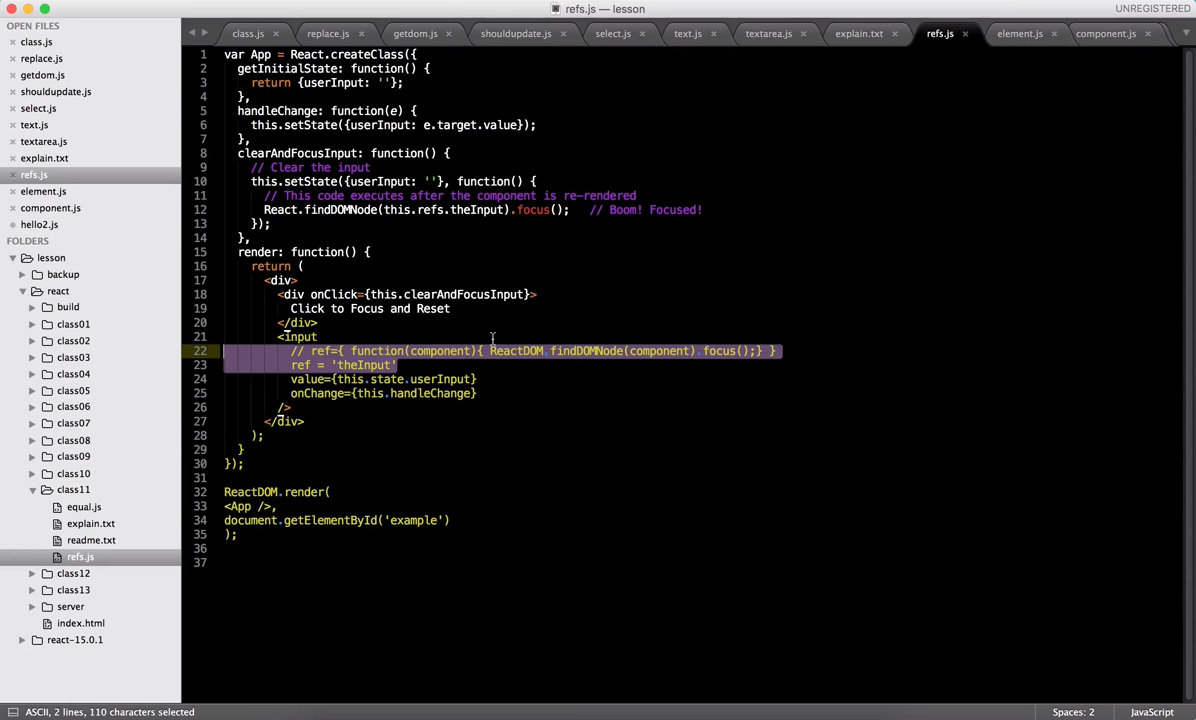 refs.js — lesson
UNREGISTERED
OPEN FILES
class.js
replace.js
getdom.js
shouldupdate.js
select.js
text.js
textarea.js
explain.txt
refs.js
element.js
component.js
hello2.js
FOLDERS
lesson
backup
react
build
class01
class02
class03
class04
class05
class06
class07
class08
class09
class10
class11
equal.js
explain.txt
readme.txt
refs.js
class12
class13
server
index.html
react-15.0.1
class.js replace.js getdom.js shouldupdate.js select.js text.js textarea.js explain.txt refs.js element.js component.js
1 var App = React.createClass({
2 getInitialState: function() {
3 return {userInput: ''};
4 },
5 handleChange: function(e) {
6 this.setState({userInput: e.target.value});
7 },
8 clearAndFocusInput: function() {
9 // Clear the input
10 this.setState({userInput: ''}, function() {
11 // This code executes after the component is re-rendered
12 React.findDOMNode(this.refs.theInput).focus(); // Boom! Focused!
13 });
14 },
15 render: function() {
16 return (
17 <div>
18 <div onClick={this.clearAndFocusInput}>
19 Click to Focus and Reset
20 </div>
21 <input
22 // ref={ function(component){ ReactDOM.findDOMNode(component).focus();} }
23 ref = 'theInput'
24 value={this.state.userInput}
25 onChange={this.handleChange}
26 />
27 </div>
28 );
29 }
30 });
31
32 ReactDOM.render(
33 <App />,
34 document.getElementById('example')
35 );
36
37
ASCII, 2 lines, 110 characters selected
Spaces: 2
JavaScript